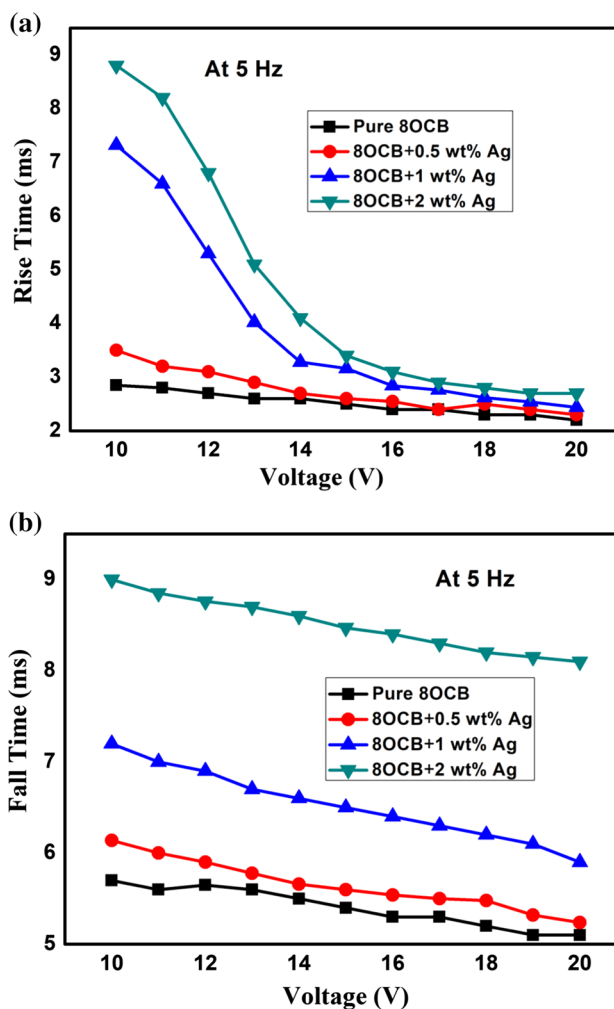 (a)
At 5 Hz
Pure 8OCB
8OCB+0.5 wt% Ag
8OCB+1 wt% Ag
8OCB+2 wt% Ag
Rise Time (ms)
9
8
7
6
5
4
3
2
10 12 14 16 18 20
Voltage (V)
(b)
At 5 Hz
Pure 8OCB
8OCB+0.5 wt% Ag
8OCB+1 wt% Ag
8OCB+2 wt% Ag
Fall Time (ms)
9
8
7
6
5
10 12 14 16 18 20
Voltage (V)